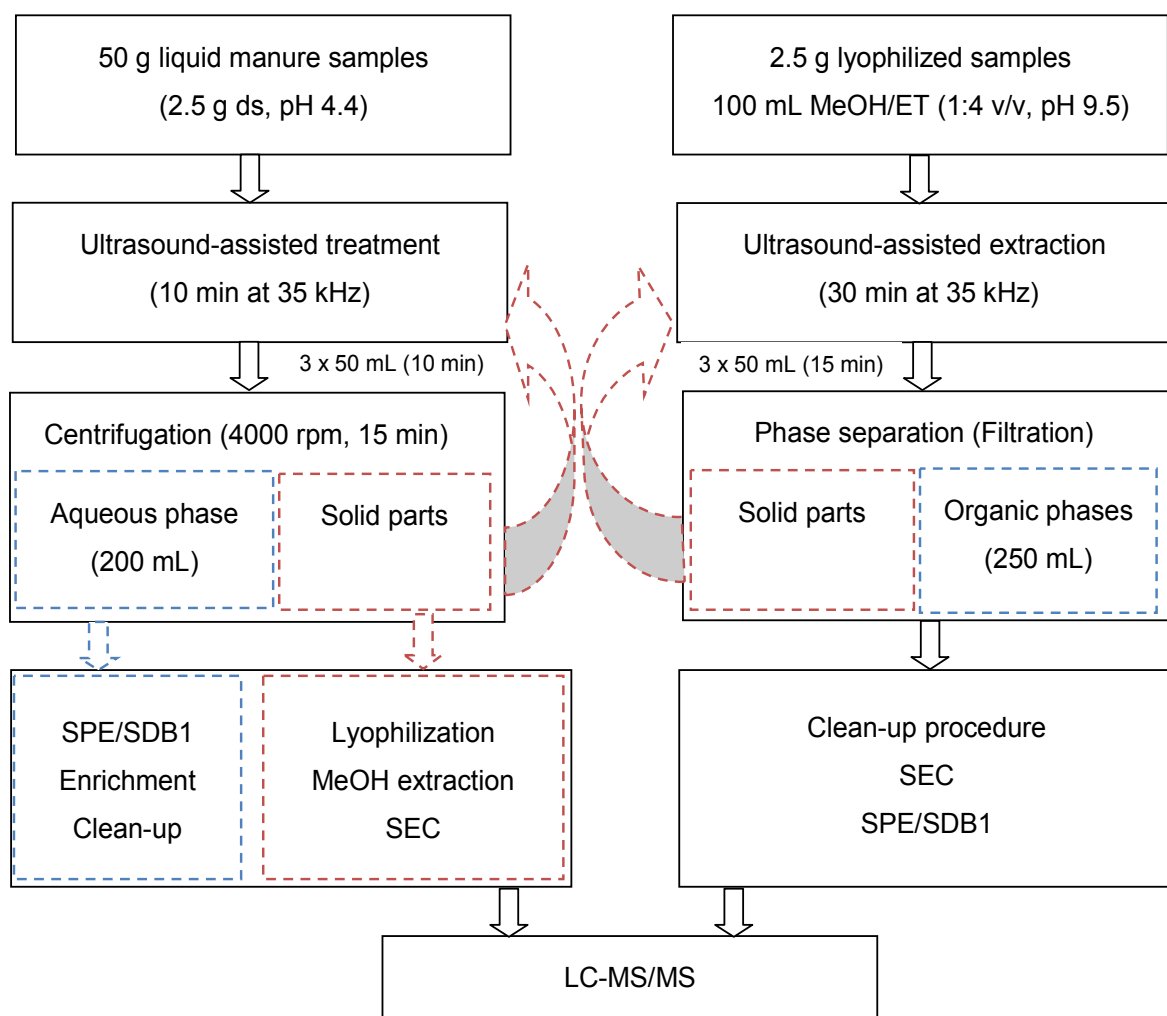 50 g liquid manure samples
(2.5 g ds, pH 4.4)
2.5 g lyophilized samples
100 mL MeOH/ET (1:4 v/v, pH 9.5)
Ultrasound-assisted treatment
(10 min at 35 kHz)
Ultrasound-assisted extraction
(30 min at 35 kHz)
3 x 50 mL (10 min)
3 x 50 mL (15 min)
Centrifugation (4000 rpm, 15 min)
Aqueous phase
(200 mL)
Solid parts
Phase separation (Filtration)
Solid parts
Organic phases
(250 mL)
SPE/SDB1
Enrichment
Clean-up
Lyophilization
MeOH extraction
SEC
Clean-up procedure
SEC
SPE/SDB1
LC-MS/MS